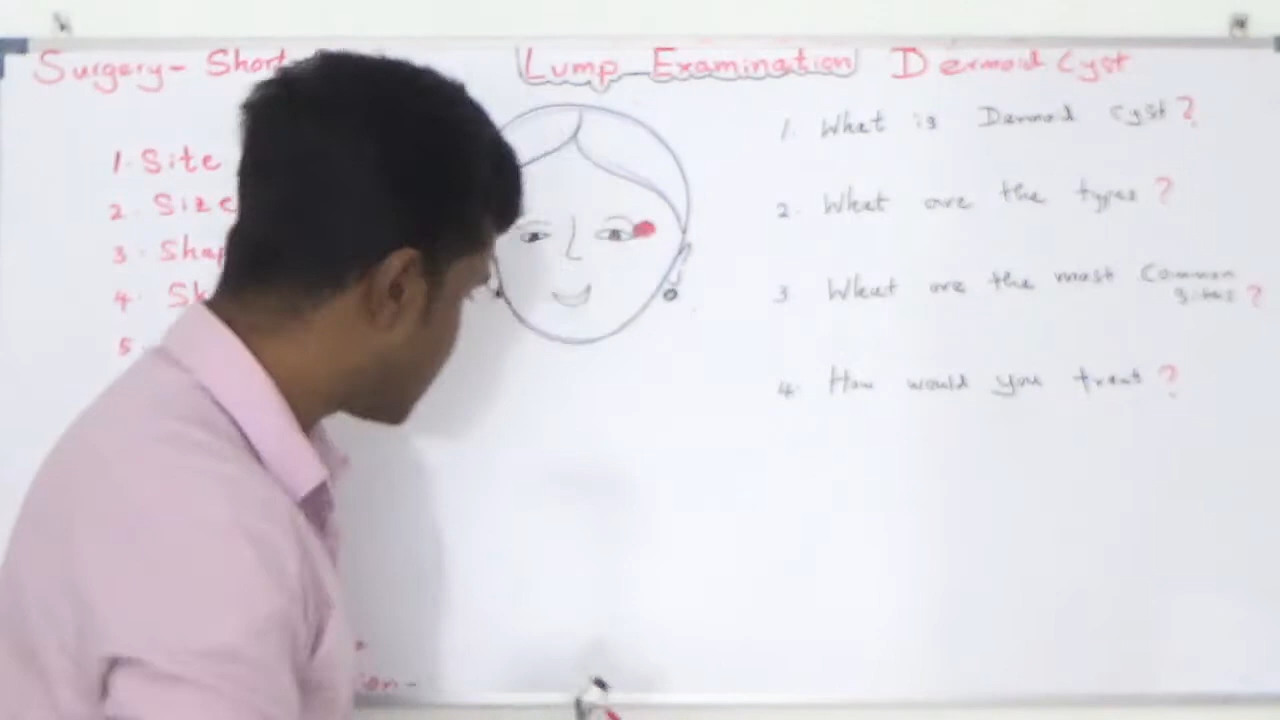 Surgery- Short
Lump Examination
Dermoid Cyst
1. Site
2. Size
3. Shap
4. Sk
5.
1. What is Dermoid Cyst?
2. What are the types?
3. What are the most Common
Sites?
4. How would you treat?
ion-